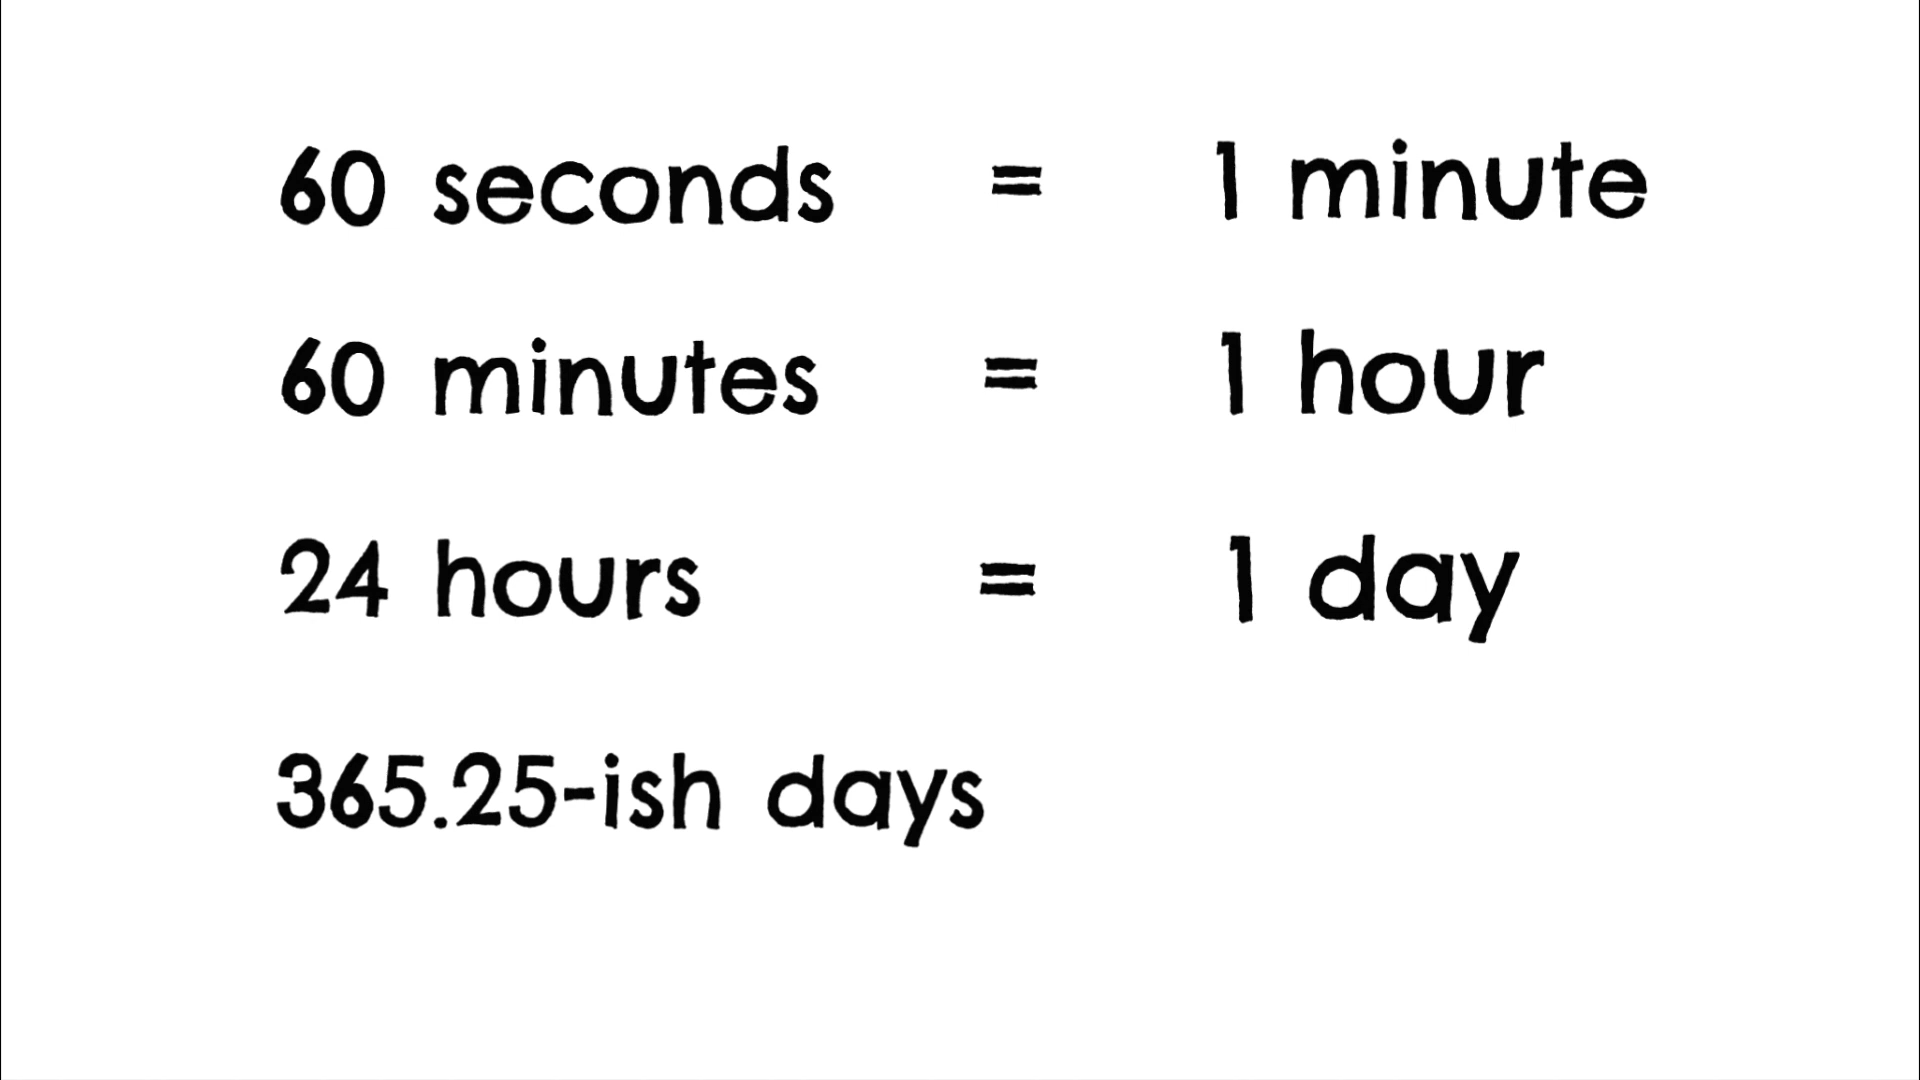 60 seconds = 1 minute
60 minutes = 1 hour
24 hours = 1 day
365.25-ish days